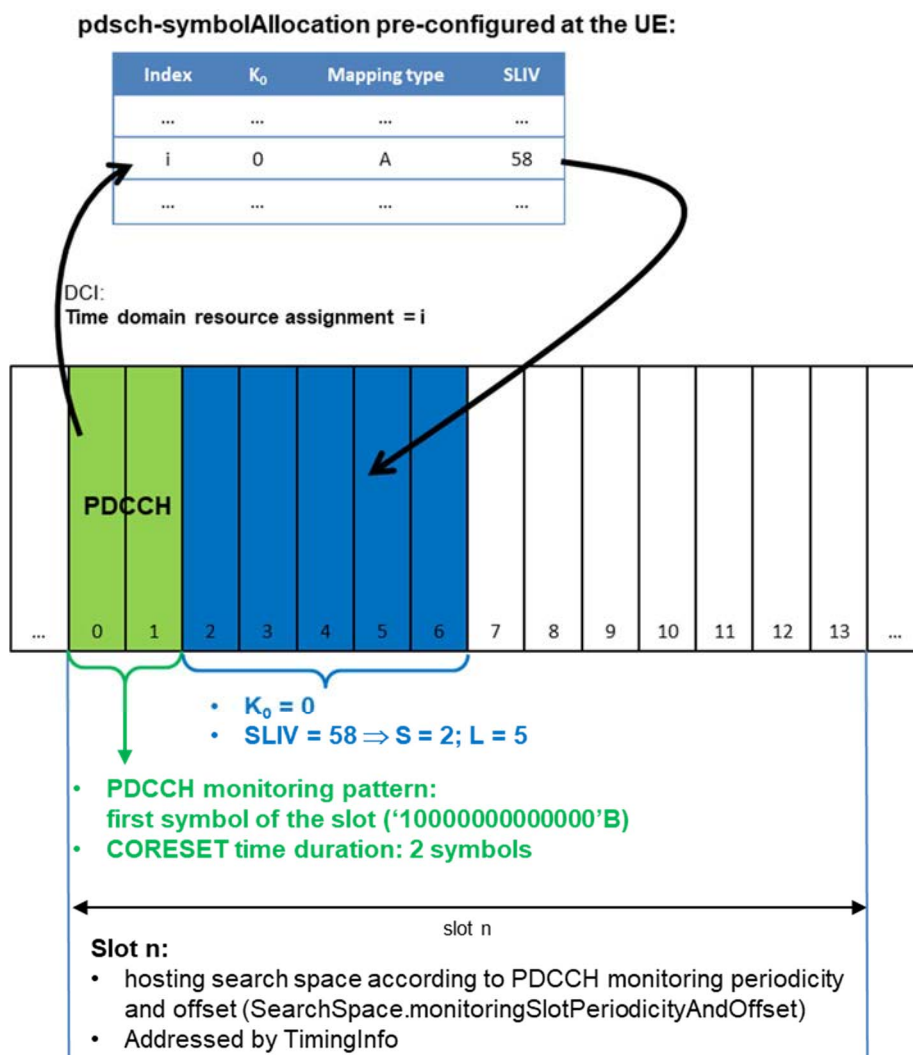 pdsch-symbolAllocation pre-configured at the UE:
Index K₀ Mapping type SLIV
... ... ... ...
i 0 A 58
... ... ... ...
DCI:
Time domain resource assignment = i
PDCCH
... 0 1 2 3 4 5 6 7 8 9 10 11 12 13 ...
• K₀ = 0
• SLIV = 58 ⇒ S = 2; L = 5
• PDCCH monitoring pattern:
first symbol of the slot (‘10000000000000’B)
• CORESET time duration: 2 symbols
slot n
Slot n:
• hosting search space according to PDCCH monitoring periodicity
and offset (SearchSpace.monitoringSlotPeriodicityAndOffset)
• Addressed by TimingInfo